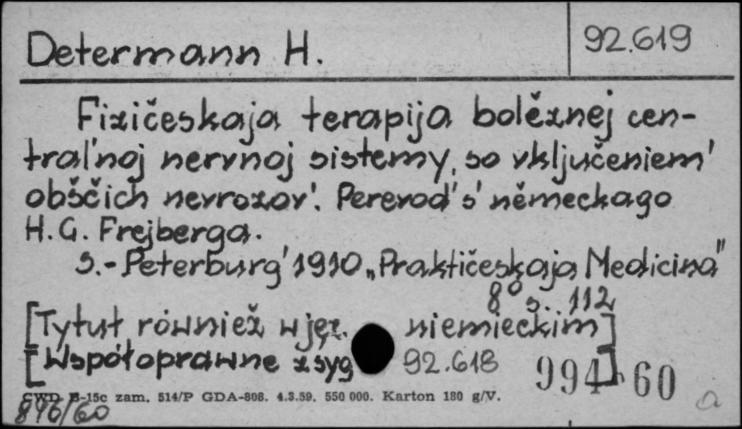 Determann H.
92.619
Fizičeskaja terapija bolěznej cen-
tral'noj nervnoj sistemy, so vključeniem'
obščich nevrozov'. Perevod' s' německago
H. G. Frejberga.
S.-Peterburg' 1910 „Praktičeskaja Medicina"
8° s. 112
[Tytuł również w jęz. niemieckim]
[Współoprawne z syg 92.618]
994 60
CWD B-15c zam. 514/P GDA-808. 4.3.59. 550 000. Karton 180 g/V.
896/60
a